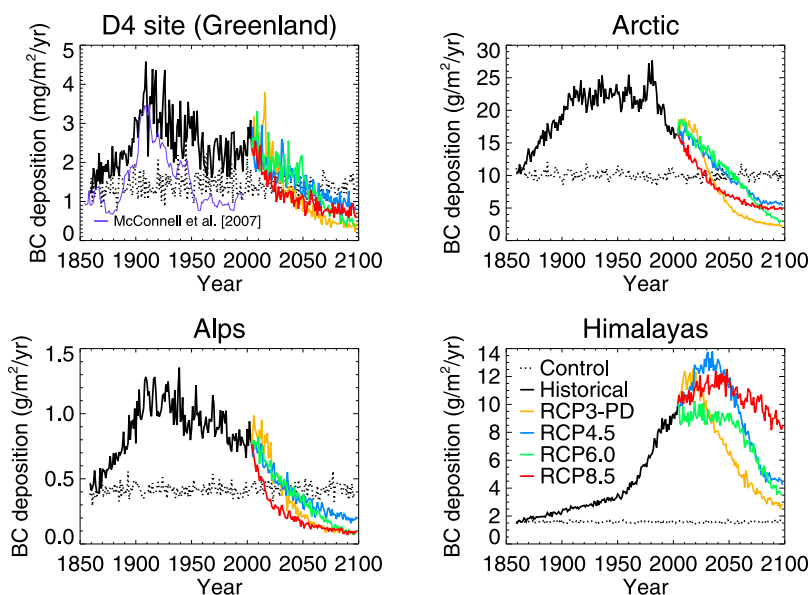 D4 site (Greenland)
BC deposition (mg/m²/yr)
5
4
3
2
1
0
McConnell et al. [2007]
1850 1900 1950 2000 2050 2100
Year
Arctic
BC deposition (g/m²/yr)
30
25
20
15
10
5
0
1850 1900 1950 2000 2050 2100
Year
Alps
BC deposition (g/m²/yr)
1.5
1.0
0.5
0.0
1850 1900 1950 2000 2050 2100
Year
Himalayas
BC deposition (g/m²/yr)
14
12
10
8
6
4
2
0
Control
Historical
RCP3-PD
RCP4.5
RCP6.0
RCP8.5
1850 1900 1950 2000 2050 2100
Year